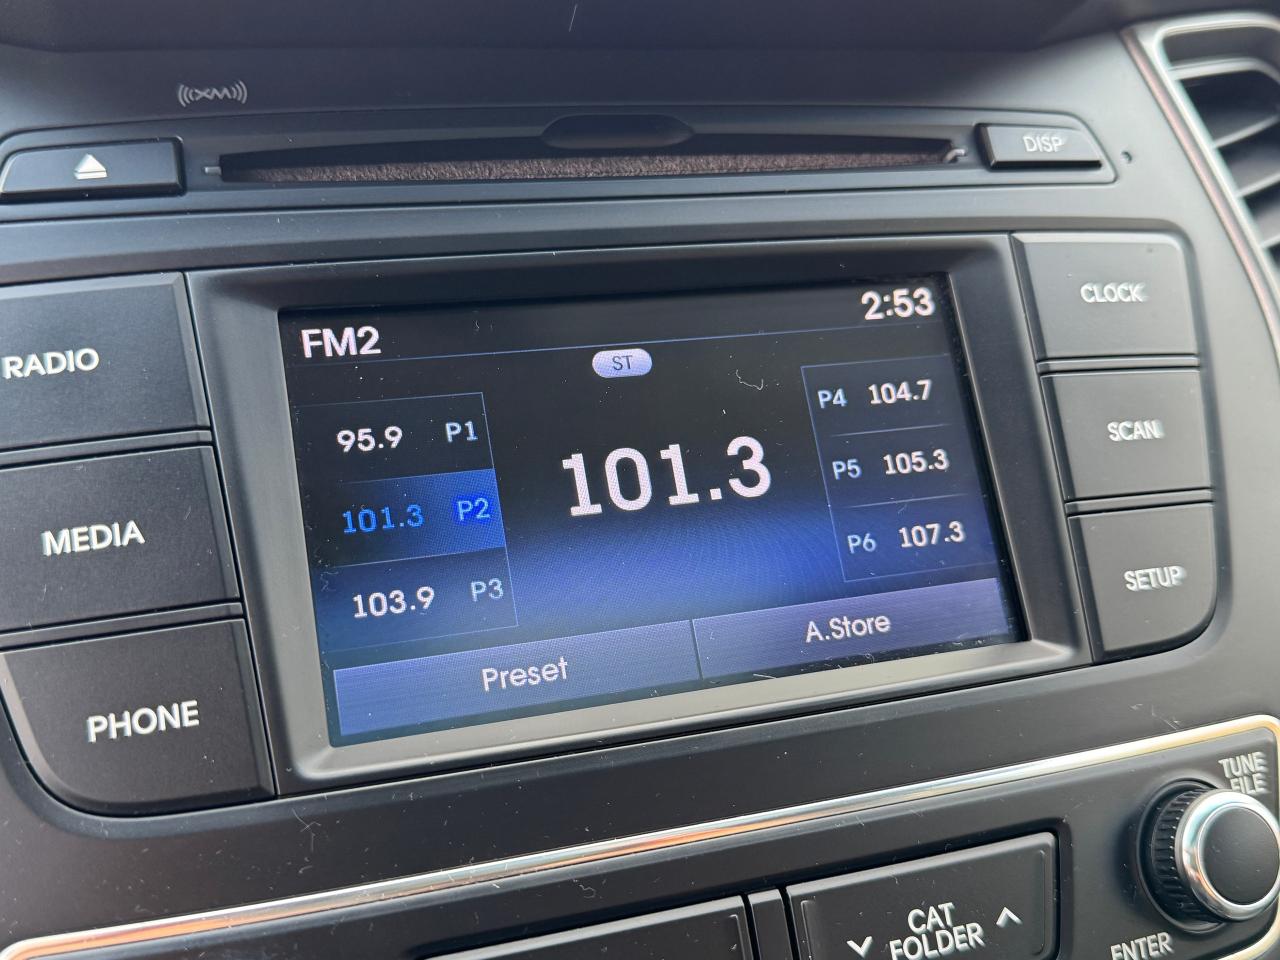 ((XM))
DISP
RADIO
MEDIA
PHONE
FM2
2:53
ST
95.9 P1
101.3 P2
103.9 P3
101.3
P4 104.7
P5 105.3
P6 107.3
Preset
A.Store
CLOCK
SCAN
SETUP
TUNE
FILE
CAT
FOLDER
ENTER